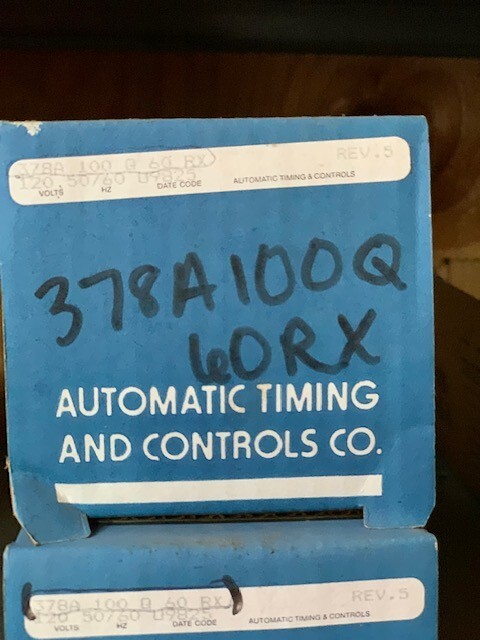 378A 100 Q 60 RX REV.5
120 50/60 U9825
VOLTS HZ DATE CODE AUTOMATIC TIMING & CONTROLS
378A100Q
60RX
AUTOMATIC TIMING
AND CONTROLS CO.
378A 100 Q 60 RX REV.5
120 50/60 U9825
VOLTS HZ DATE CODE AUTOMATIC TIMING & CONTROLS